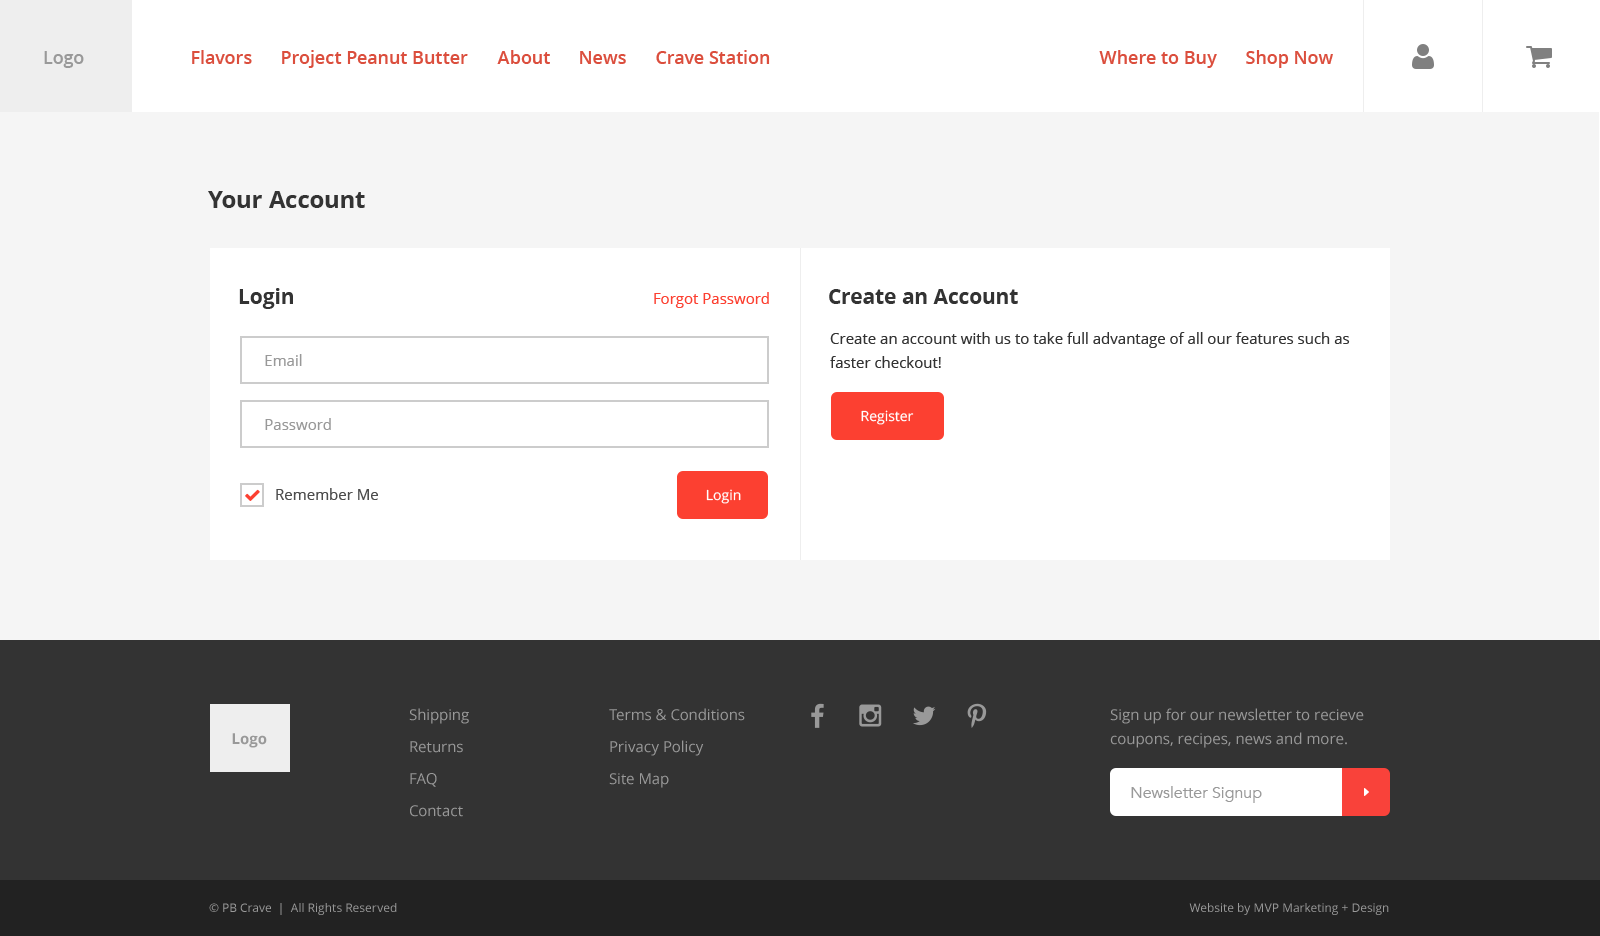 Logo
Flavors
Project Peanut Butter
About
News
Crave Station
Where to Buy
Shop Now
Your Account
Login
Forgot Password
Email
Password
Remember Me
Login
Create an Account
Create an account with us to take full advantage of all our features such as
faster checkout!
Register
Logo
Shipping
Returns
FAQ
Contact
Terms & Conditions
Privacy Policy
Site Map
Sign up for our newsletter to recieve
coupons, recipes, news and more.
Newsletter Signup
© PB Crave | All Rights Reserved
Website by MVP Marketing + Design